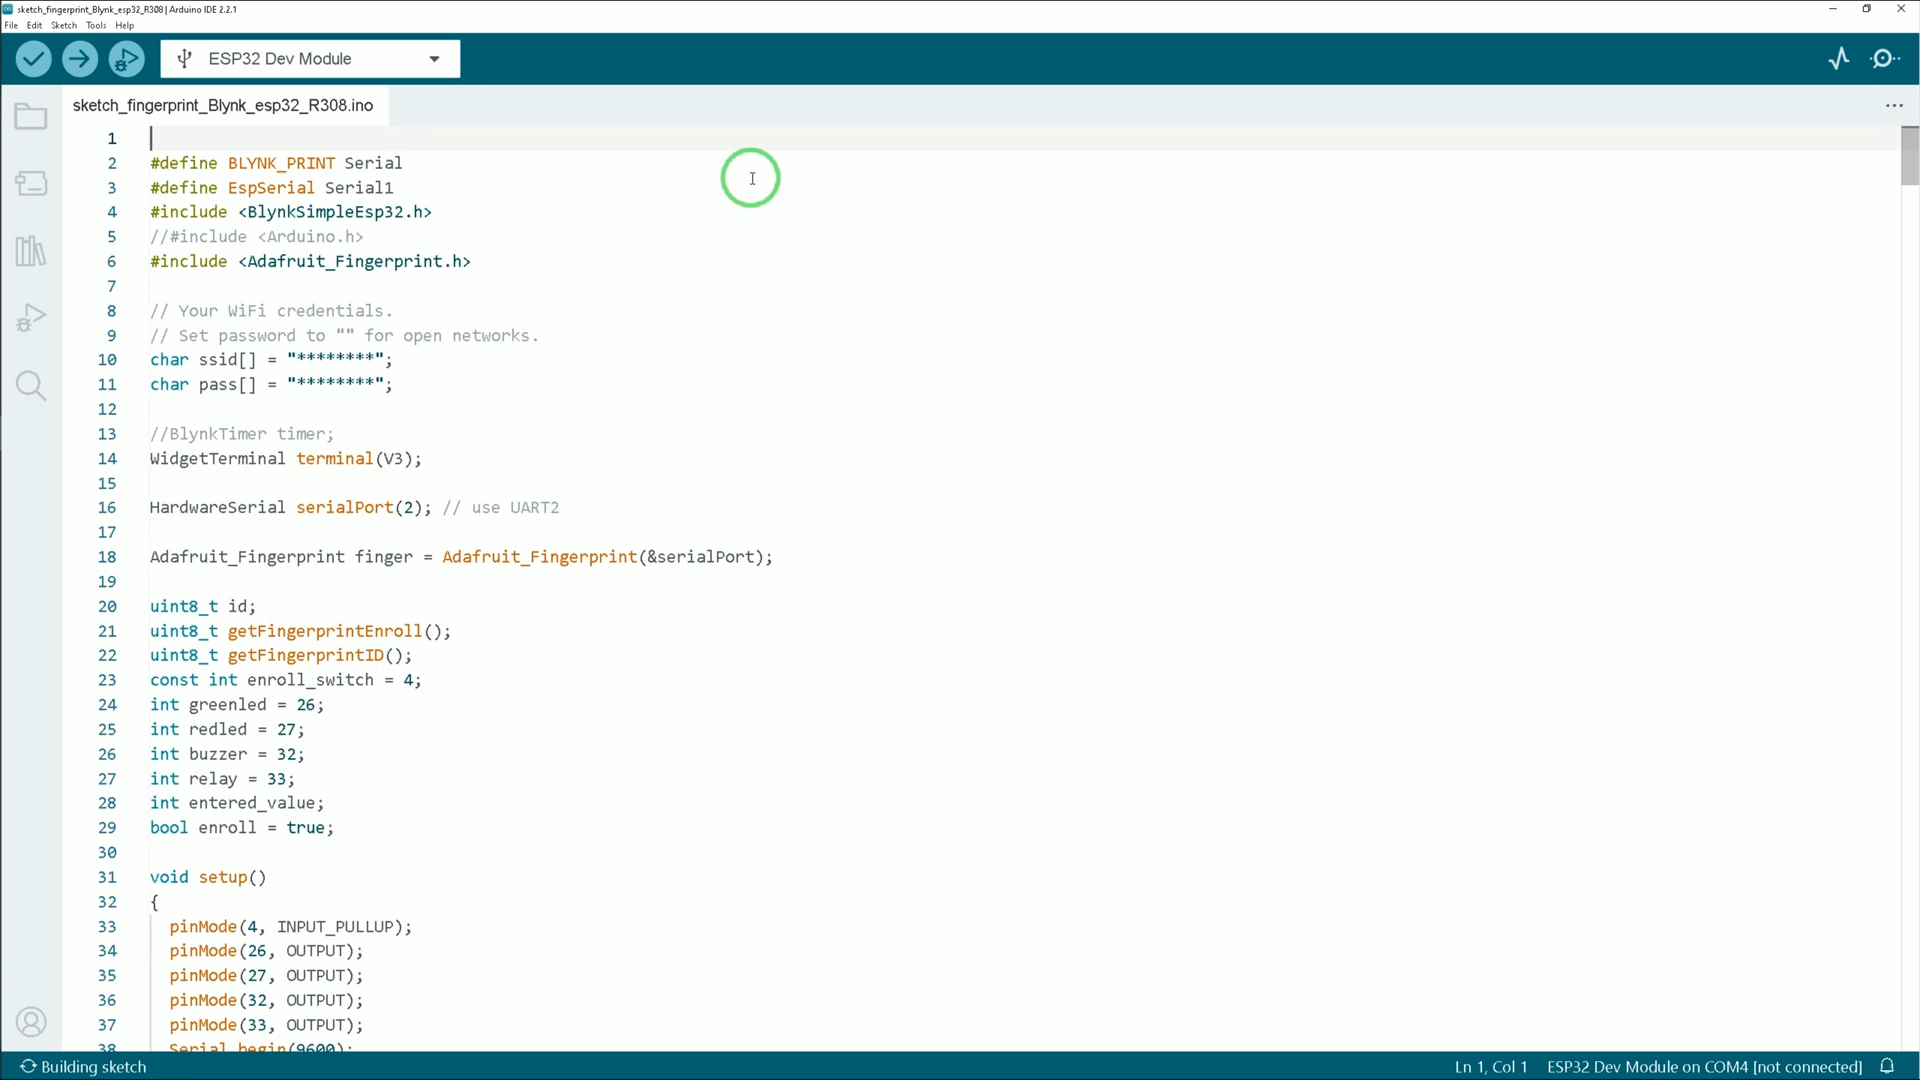 sketch_fingerprint_Blynk_esp32_R308 | Arduino IDE 2.2.1
File Edit Sketch Tools Help
ESP32 Dev Module
sketch_fingerprint_Blynk_esp32_R308.ino
1
2 #define BLYNK_PRINT Serial
3 #define EspSerial Serial1
4 #include <BlynkSimpleEsp32.h>
5 //#include <Arduino.h>
6 #include <Adafruit_Fingerprint.h>
7
8 // Your WiFi credentials.
9 // Set password to "" for open networks.
10 char ssid[] = "********";
11 char pass[] = "********";
12
13 //BlynkTimer timer;
14 WidgetTerminal terminal(V3);
15
16 HardwareSerial serialPort(2); // use UART2
17
18 Adafruit_Fingerprint finger = Adafruit_Fingerprint(&serialPort);
19
20 uint8_t id;
21 uint8_t getFingerprintEnroll();
22 uint8_t getFingerprintID();
23 const int enroll_switch = 4;
24 int greenled = 26;
25 int redled = 27;
26 int buzzer = 32;
27 int relay = 33;
28 int entered_value;
29 bool enroll = true;
30
31 void setup()
32 {
33 pinMode(4, INPUT_PULLUP);
34 pinMode(26, OUTPUT);
35 pinMode(27, OUTPUT);
36 pinMode(32, OUTPUT);
37 pinMode(33, OUTPUT);
38 Serial.begin(9600);
Building sketch
Ln 1, Col 1 ESP32 Dev Module on COM4 [not connected]